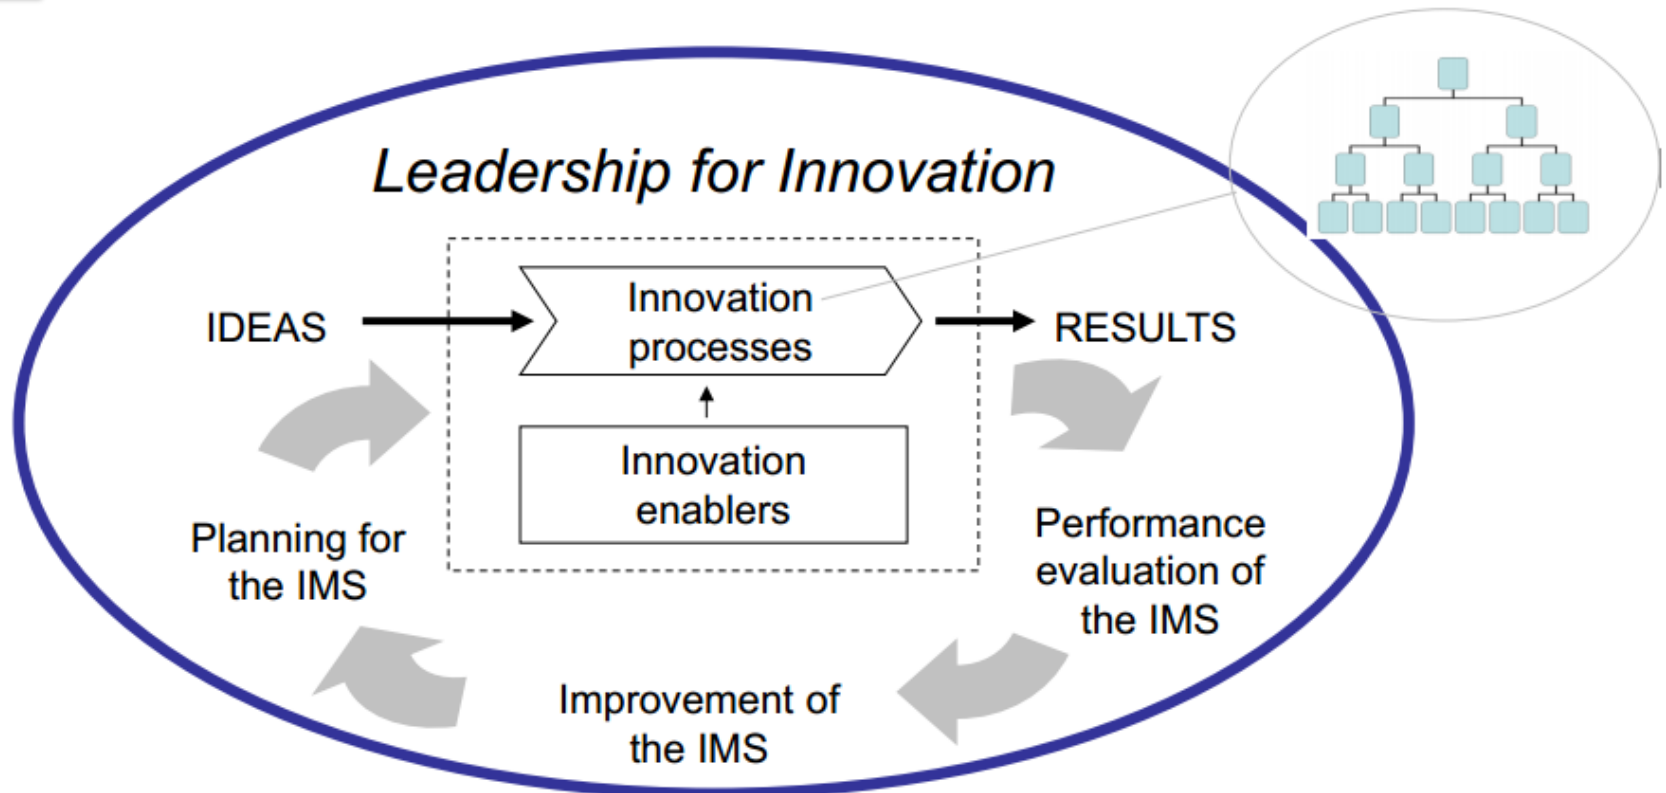 Leadership for Innovation
IDEAS
Innovation
processes
RESULTS
Innovation
enablers
Planning for
the IMS
Performance
evaluation of
the IMS
Improvement of
the IMS